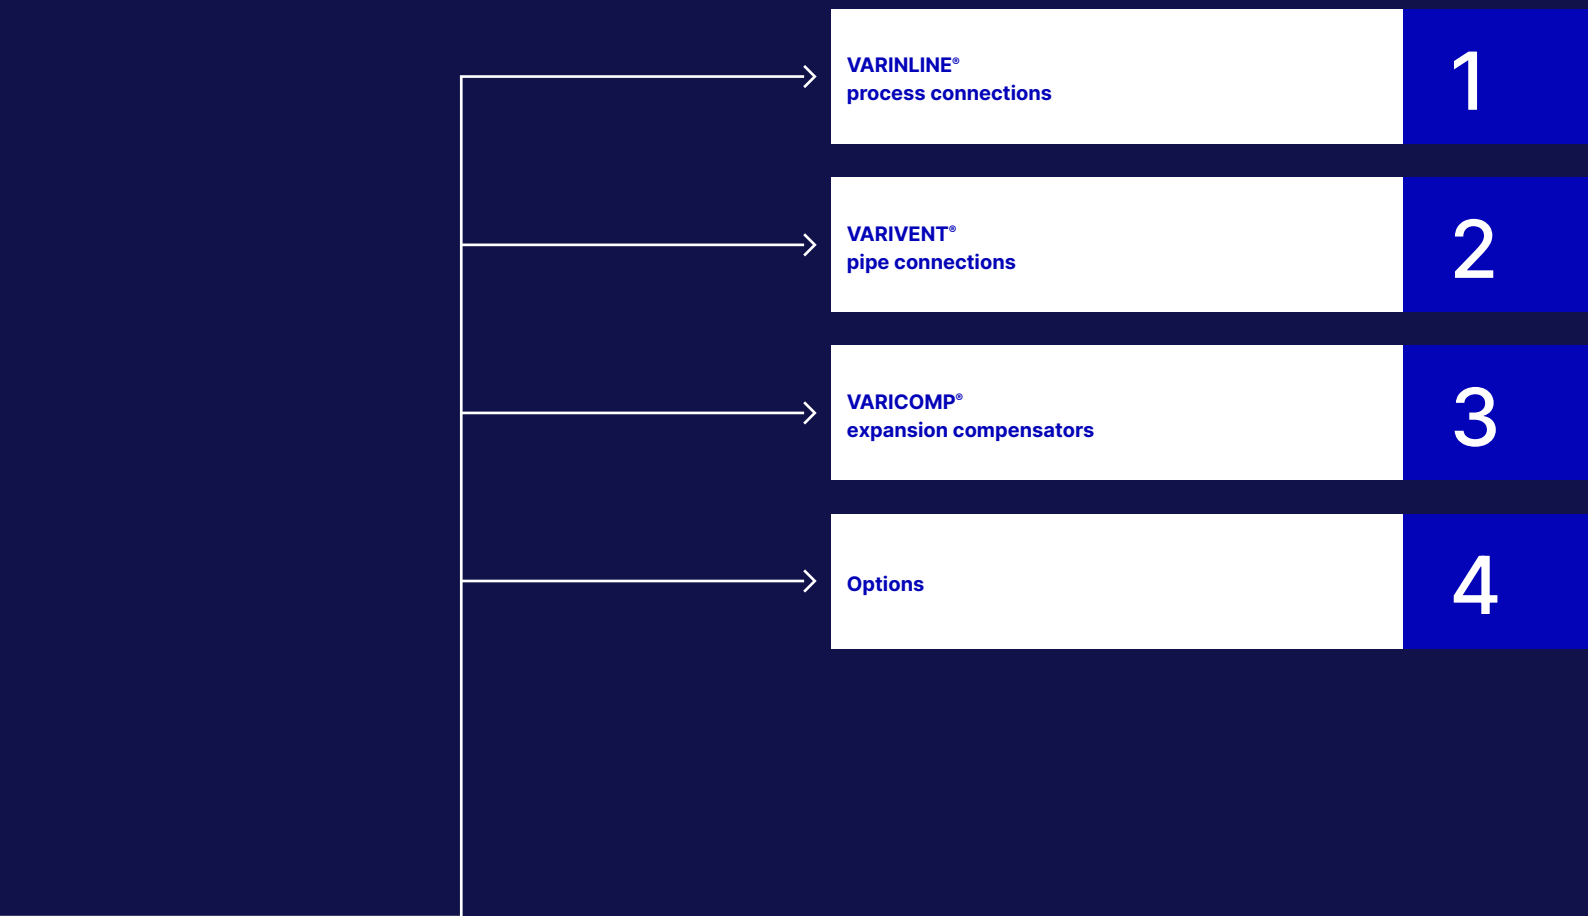 VARINLINE®
process connections
1
VARIVENT®
pipe connections
2
VARICOMP®
expansion compensators
3
Options
4